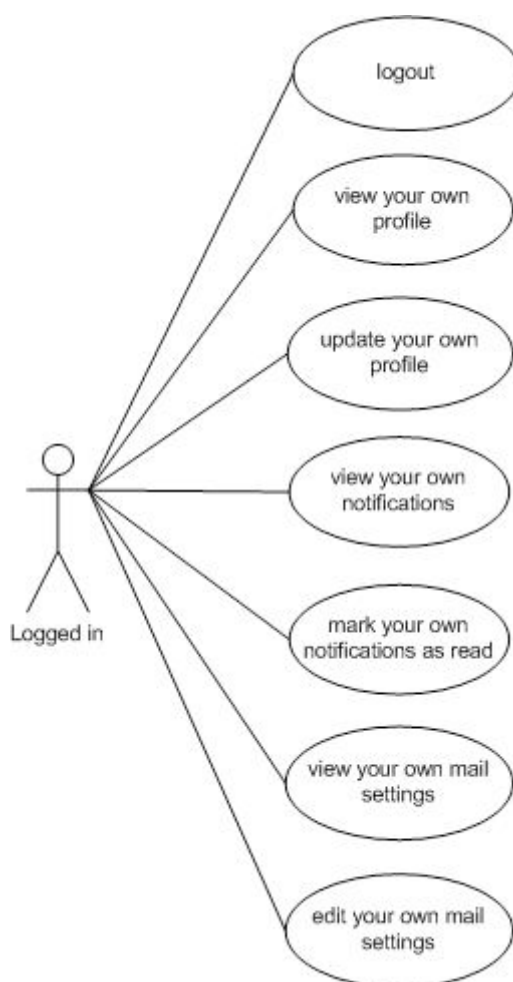 logout
view your own
profile
update your own
profile
view your own
notifications
mark your own
notifications as read
Logged in
view your own mail
settings
edit your own mail
settings